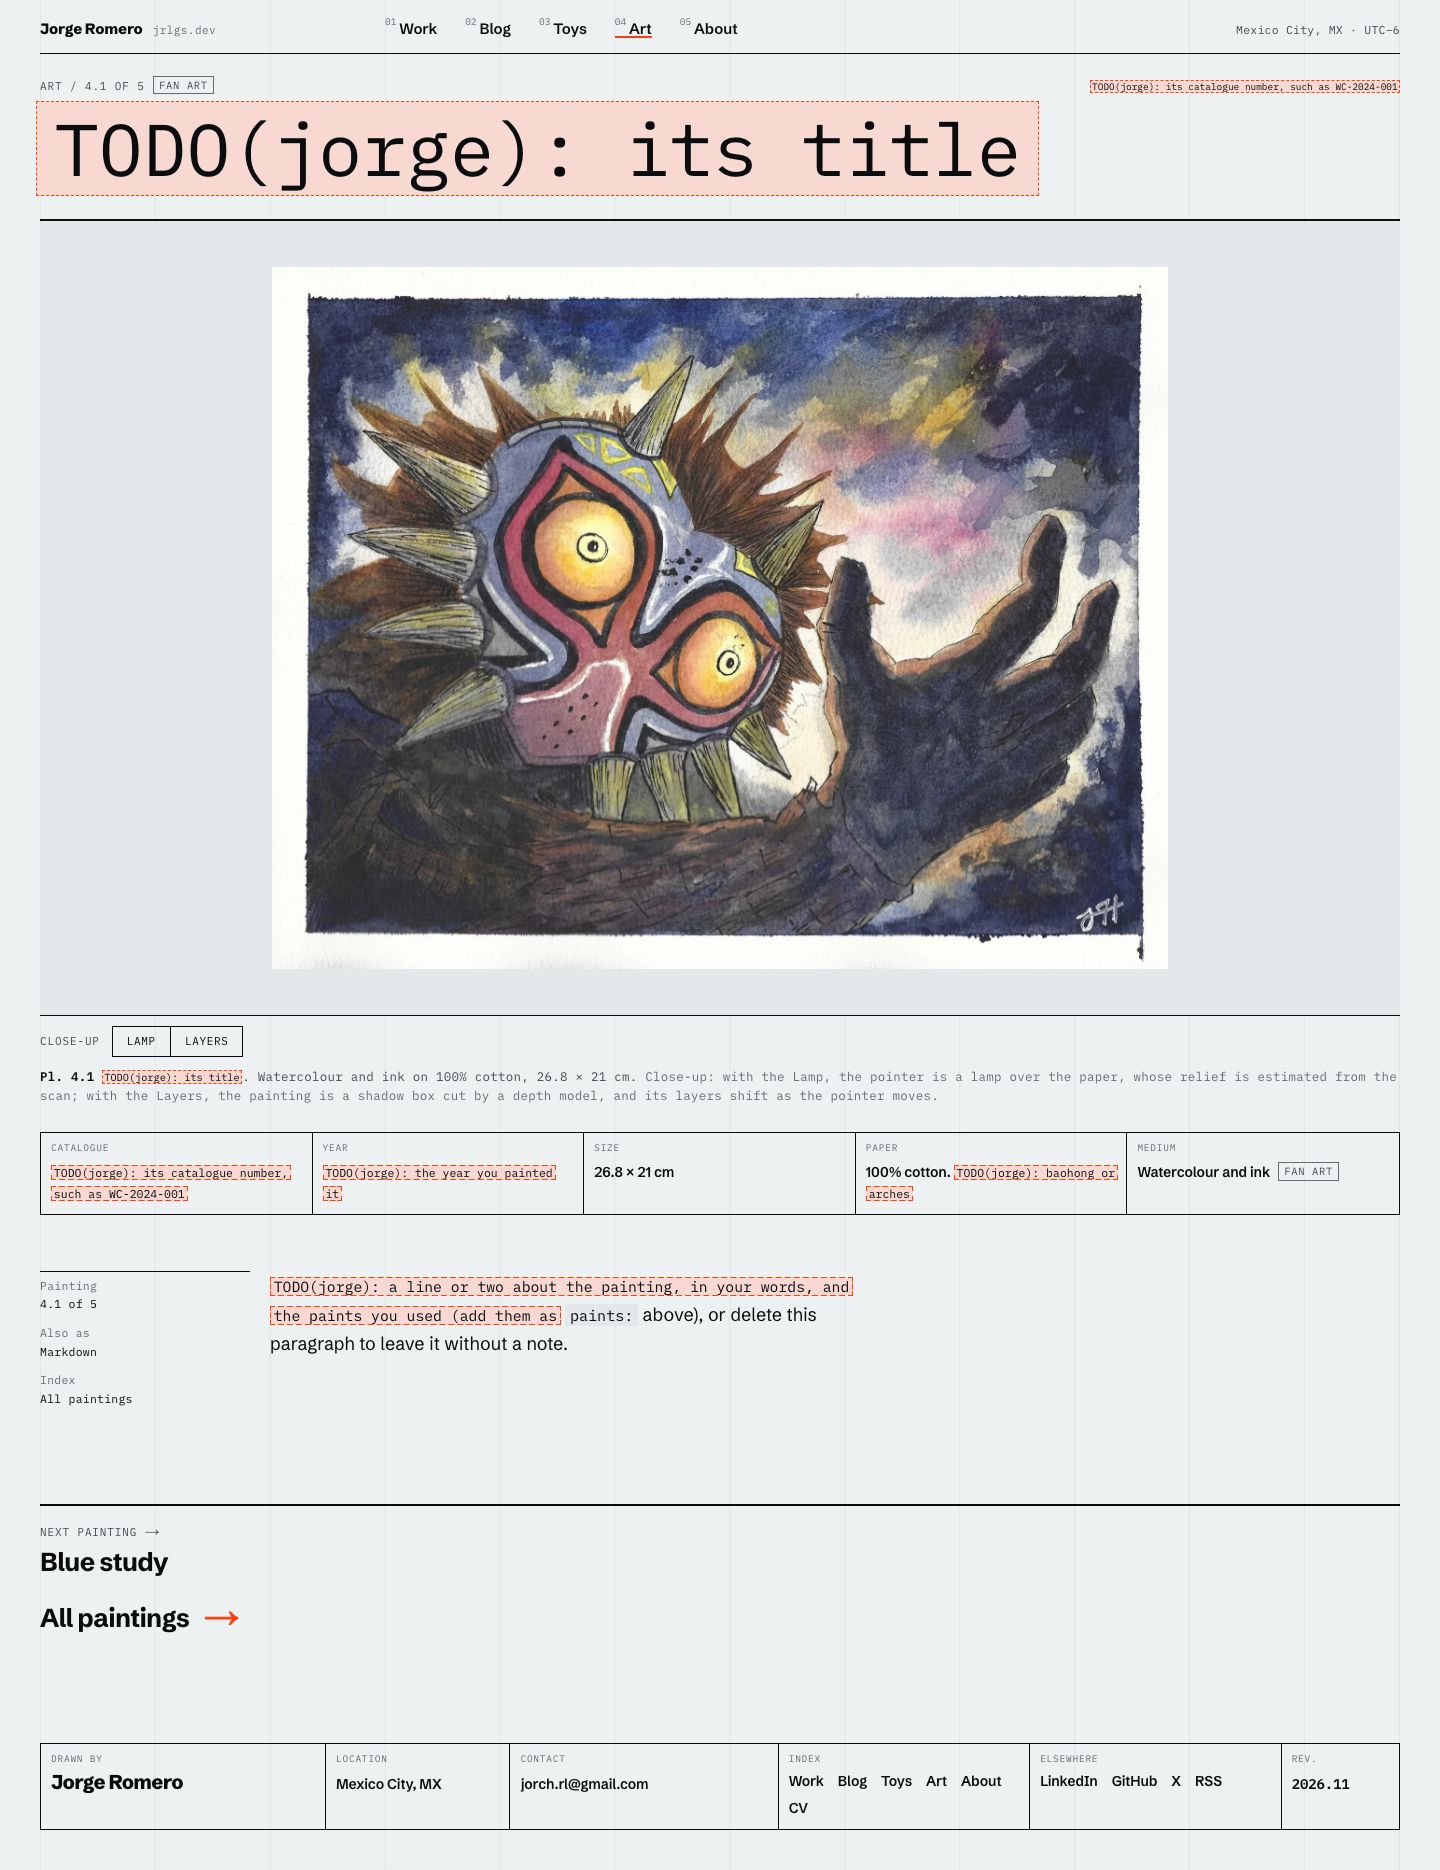 Jorge Romero jrlgs.dev
01 Work 02 Blog 03 Toys 04 Art 05 About
Mexico City, MX · UTC−6
ART / 4.1 OF 5 FAN ART
TODO(jorge): its catalogue number, such as WC-2024-001
TODO(jorge): its title
JH
CLOSE-UP LAMP LAYERS
Pl. 4.1 TODO(jorge): its title. Watercolour and ink on 100% cotton, 26.8 × 21 cm. Close-up: with the Lamp, the pointer is a lamp over the paper, whose relief is estimated from the
scan; with the Layers, the painting is a shadow box cut by a depth model, and its layers shift as the pointer moves.
CATALOGUE
TODO(jorge): its catalogue number,
such as WC-2024-001
YEAR
TODO(jorge): the year you painted
it
SIZE
26.8 × 21 cm
PAPER
100% cotton. TODO(jorge): baohong or
arches
MEDIUM
Watercolour and ink FAN ART
Painting
4.1 of 5
Also as
Markdown
Index
All paintings
TODO(jorge): a line or two about the painting, in your words, and
the paints you used (add them as paints: above), or delete this
paragraph to leave it without a note.
NEXT PAINTING →
Blue study
All paintings →
DRAWN BY
Jorge Romero
LOCATION
Mexico City, MX
CONTACT
jorch.rl@gmail.com
INDEX
Work Blog Toys Art About
CV
ELSEWHERE
LinkedIn GitHub X RSS
REV.
2026.11